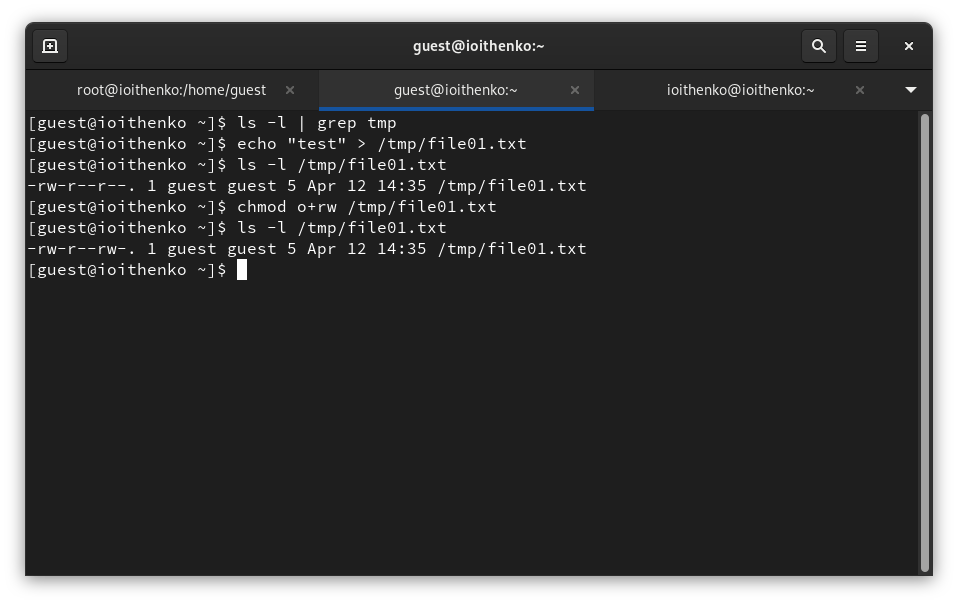 guest@ioithenko:~
root@ioithenko:/home/guest
guest@ioithenko:~
ioithenko@ioithenko:~
[guest@ioithenko ~]$ ls -l | grep tmp
[guest@ioithenko ~]$ echo "test" > /tmp/file01.txt
[guest@ioithenko ~]$ ls -l /tmp/file01.txt
-rw-r--r--. 1 guest guest 5 Apr 12 14:35 /tmp/file01.txt
[guest@ioithenko ~]$ chmod o+rw /tmp/file01.txt
[guest@ioithenko ~]$ ls -l /tmp/file01.txt
-rw-r--rw-. 1 guest guest 5 Apr 12 14:35 /tmp/file01.txt
[guest@ioithenko ~]$